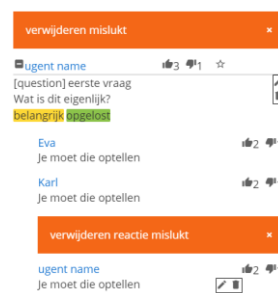 verwijderen mislukt ×
ugent name 3 1
[question] eerste vraag
Wat is dit eigenlijk?
belangrijk opgelost
Eva 2
Je moet die optellen
Karl 2
Je moet die optellen
verwijderen reactie mislukt ×
ugent name 2
Je moet die optellen